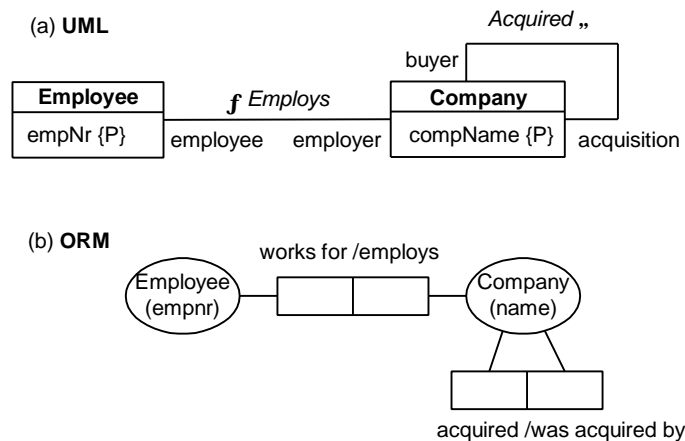 (a) UML
Acquired „
buyer
Employee
ƒ Employs
Company
empNr {P}
employee
employer
compName {P}
acquisition
(b) ORM
works for /employs
Employee
(empnr)
Company
(name)
acquired /was acquired by